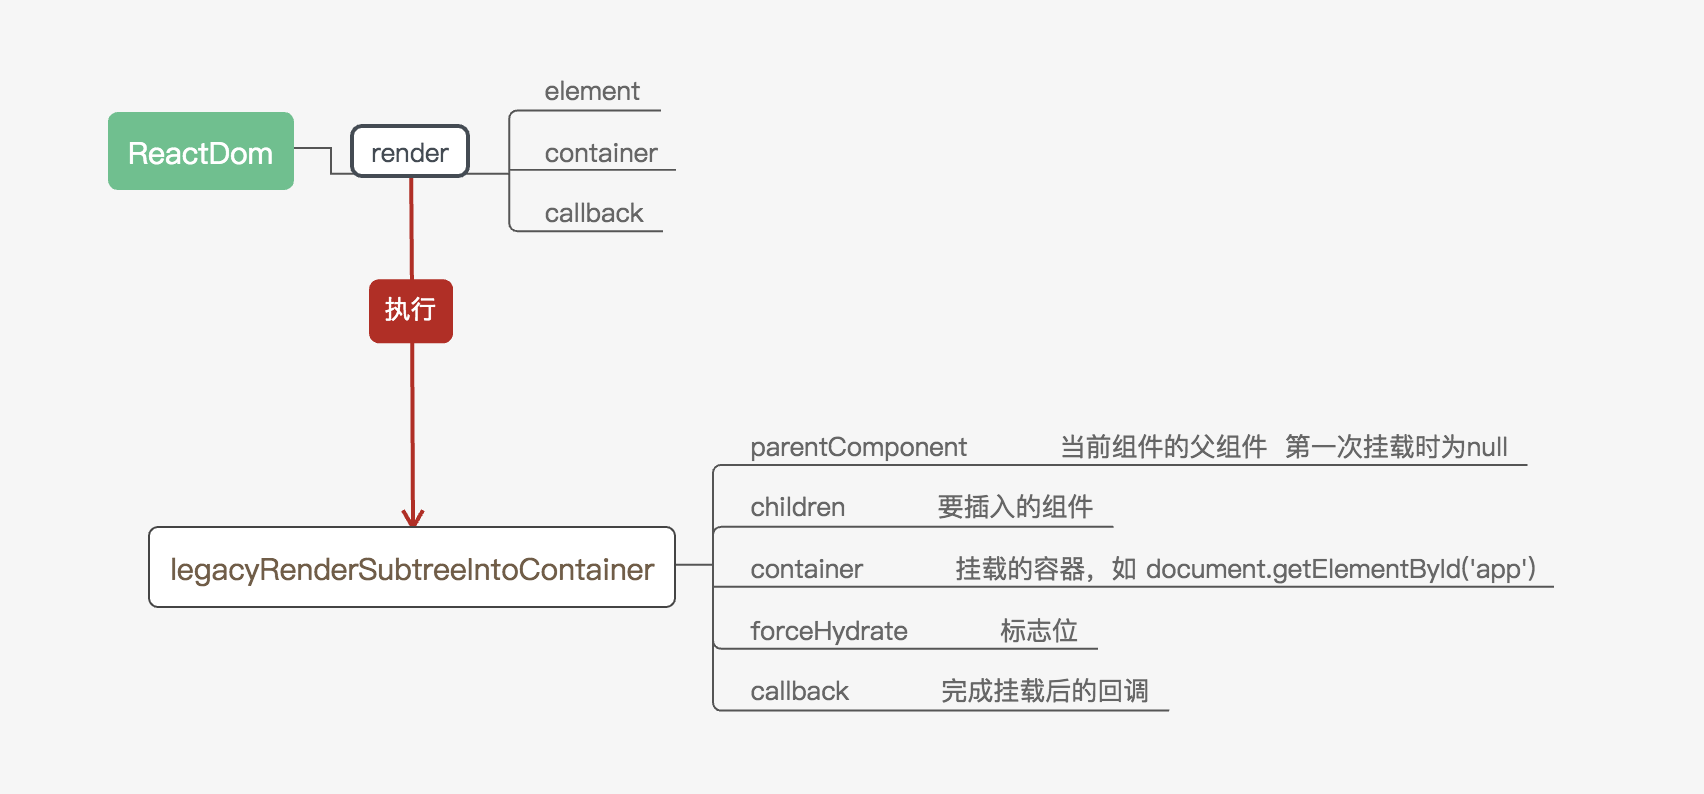 element
ReactDom
render
container
callback
执行
parentComponent 当前组件的父组件 第一次挂载时为null
children 要插入的组件
legacyRenderSubtreeIntoContainer
container 挂载的容器，如 document.getElementById('app')
forceHydrate 标志位
callback 完成挂载后的回调